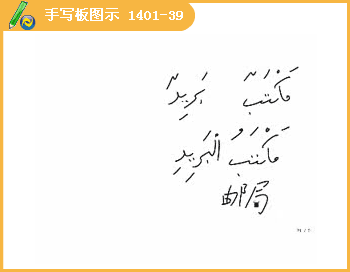 手写板图示 1401-39
مَكْتَبٌ بَرِيدٌ
مَكْتَبُ الْبَرِيدِ
邮局